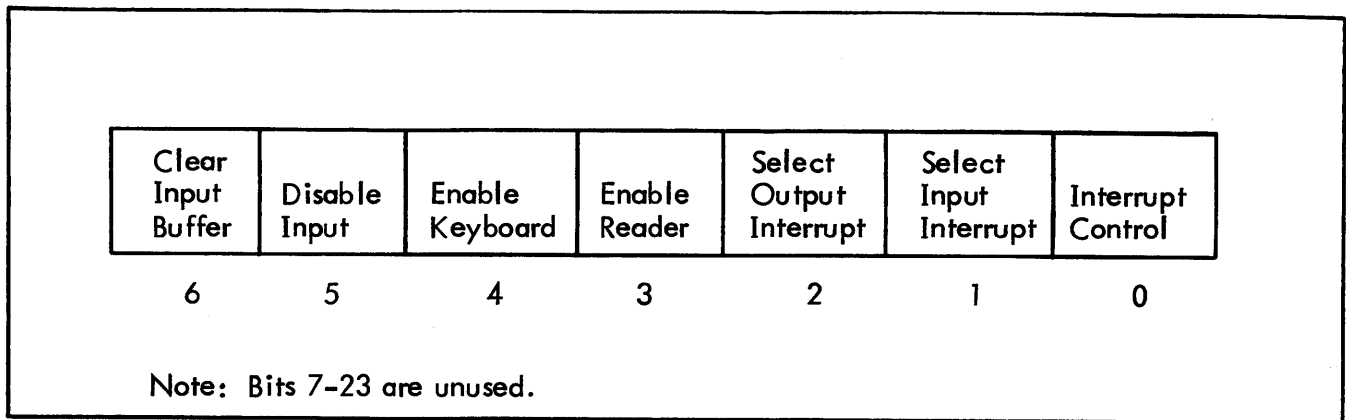 Clear
Input
Buffer
Disable
Input
Enable
Keyboard
Enable
Reader
Select
Output
Interrupt
Select
Input
Interrupt
Interrupt
Control
6 5 4 3 2 1 0
Note: Bits 7-23 are unused.